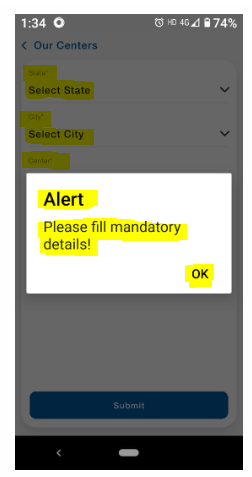 1:34 HD 4G 74%
< Our Centers
State*
Select State
City*
Select City
Center*
Alert
Please fill mandatory
details!
OK
Submit